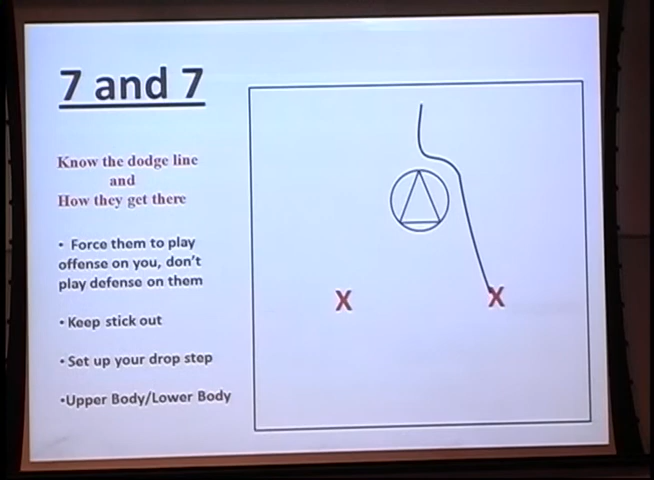 7 and 7
Know the dodge line
and
How they get there
• Force them to play
offense on you, don't
play defense on them
• Keep stick out
• Set up your drop step
•Upper Body/Lower Body
X X